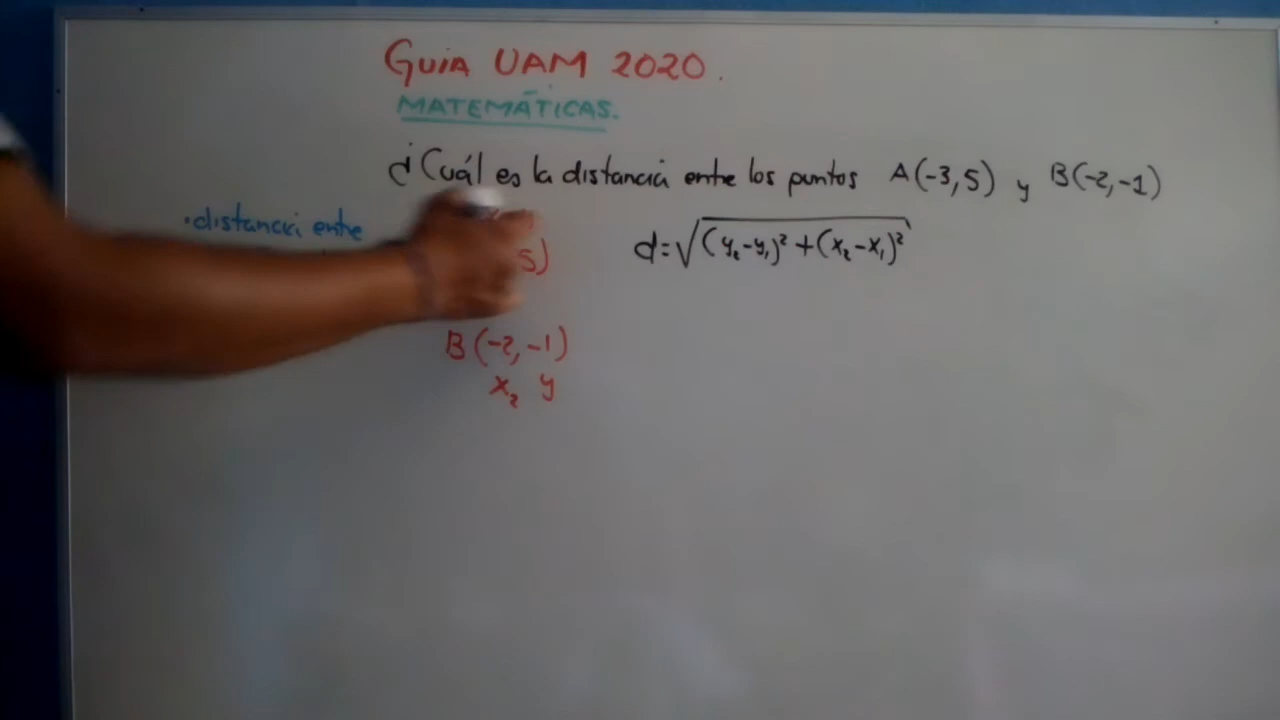 GUIA UAM 2020.
MATEMÁTICAS.
¿Cuál es la distancia entre los puntos A(-3,5) y B(-2,-1)
•distancia entre
5)
d=√(y₂-y₁)²+(x₂-x₁)²
B(-2,-1)
x₂ y